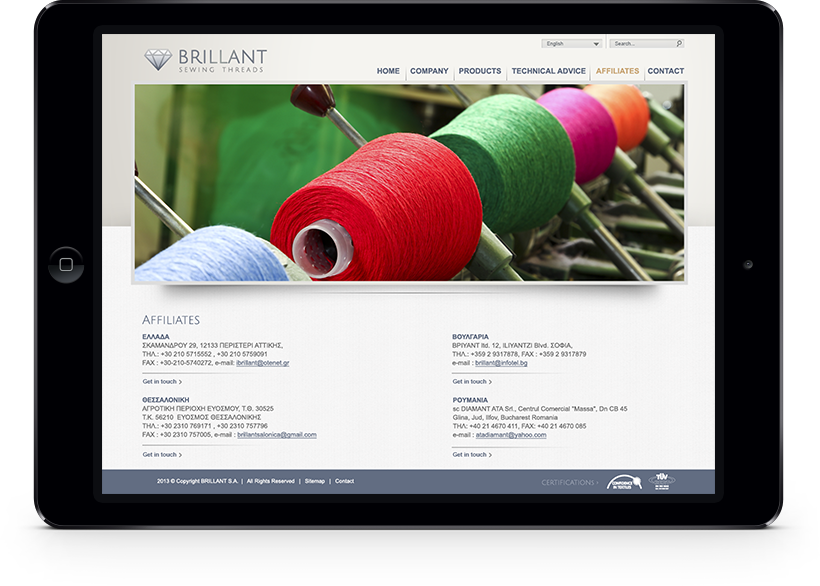 English
Search...
BRILLANT
SEWING THREADS
HOME COMPANY PRODUCTS TECHNICAL ADVICE AFFILIATES CONTACT
AFFILIATES
ΕΛΛΑΔΑ
ΣΚΑΜΑΝΔΡΟΥ 29, 12133 ΠΕΡΙΣΤΕΡΙ ΑΤΤΙΚΗΣ,
ΤΗΛ.: +30 210 5715552 , +30 210 5759091
FAX : +30-210-5740272, e-mail: ibrillant@otenet.gr
Get in touch >
ΒΟΥΛΓΑΡΙΑ
ΒΡΙΥΑΝΤ ltd. 12, ILIYANTZI Blvd. ΣΟΦΙΑ,
ΤΗΛ: +359 2 9317878, FAX : +359 2 9317879
e-mail : brillant@infotel.bg
Get in touch >
ΘΕΣΣΑΛΟΝΙΚΗ
ΑΓΡΟΤΙΚΗ ΠΕΡΙΟΧΗ ΕΥΟΣΜΟΥ, Τ.Θ. 30525
Τ.Κ. 56210 ΕΥΟΣΜΟΣ ΘΕΣΣΑΛΟΝΙΚΗΣ
ΤΗΛ: +30 2310 769171 , +30 2310 757796
FAX : +30 2310 757005, e-mail : brillantsalonica@gmail.com
Get in touch >
ΡΟΥΜΑΝΙΑ
sc DIAMANT ATA Srl., Centrul Comercial "Massa", Dn CB 45
Glina, Jud, Ilfov, Bucharest Romania
ΤΗΛ: +40 21 4670 411, FAX: +40 21 4670 085
e-mail : atadiamant@yahoo.com
Get in touch >
2013 © Copyright BRILLANT S.A. | All Rights Reserved | Sitemap | Contact
CERTIFICATIONS >
CONFIDENCE
IN TEXTILES
TÜV